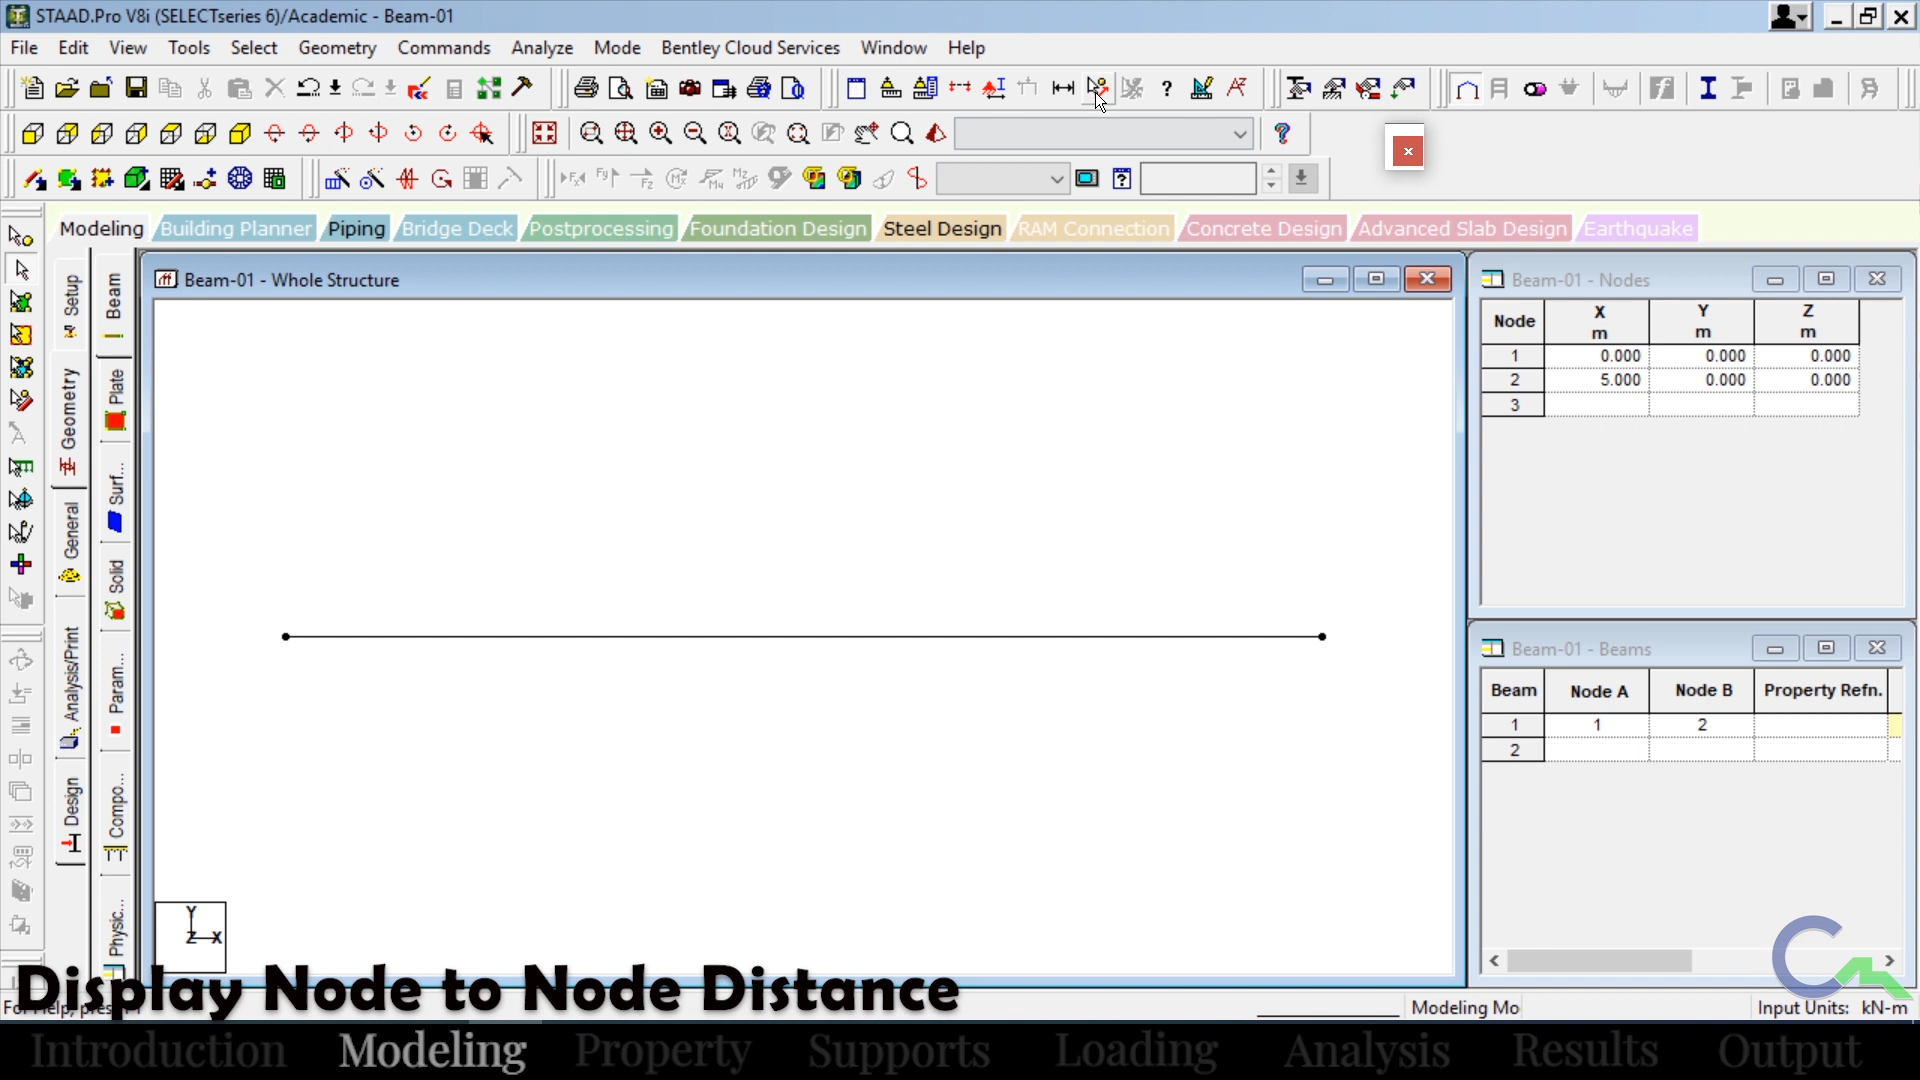 STAAD.Pro V8i (SELECTseries 6)/Academic - Beam-01
File Edit View Tools Select Geometry Commands Analyze Mode Bentley Cloud Services Window Help
Modeling Building Planner Piping Bridge Deck Postprocessing Foundation Design Steel Design RAM Connection Concrete Design Advanced Slab Design Earthquake
Setup
Geometry
General
Analysis/Print
Design
Beam
Plate
Surf...
Solid
Param...
Compo...
Physic...
Beam-01 - Whole Structure
Y
Z X
Beam-01 - Nodes
Node X m Y m Z m
1 0.000 0.000 0.000
2 5.000 0.000 0.000
3
Beam-01 - Beams
Beam Node A Node B Property Refn.
1 1 2
2
Display Node to Node Distance
Modeling Mo
Input Units: kN-m
Introduction Modeling Property Supports Loading Analysis Results Output